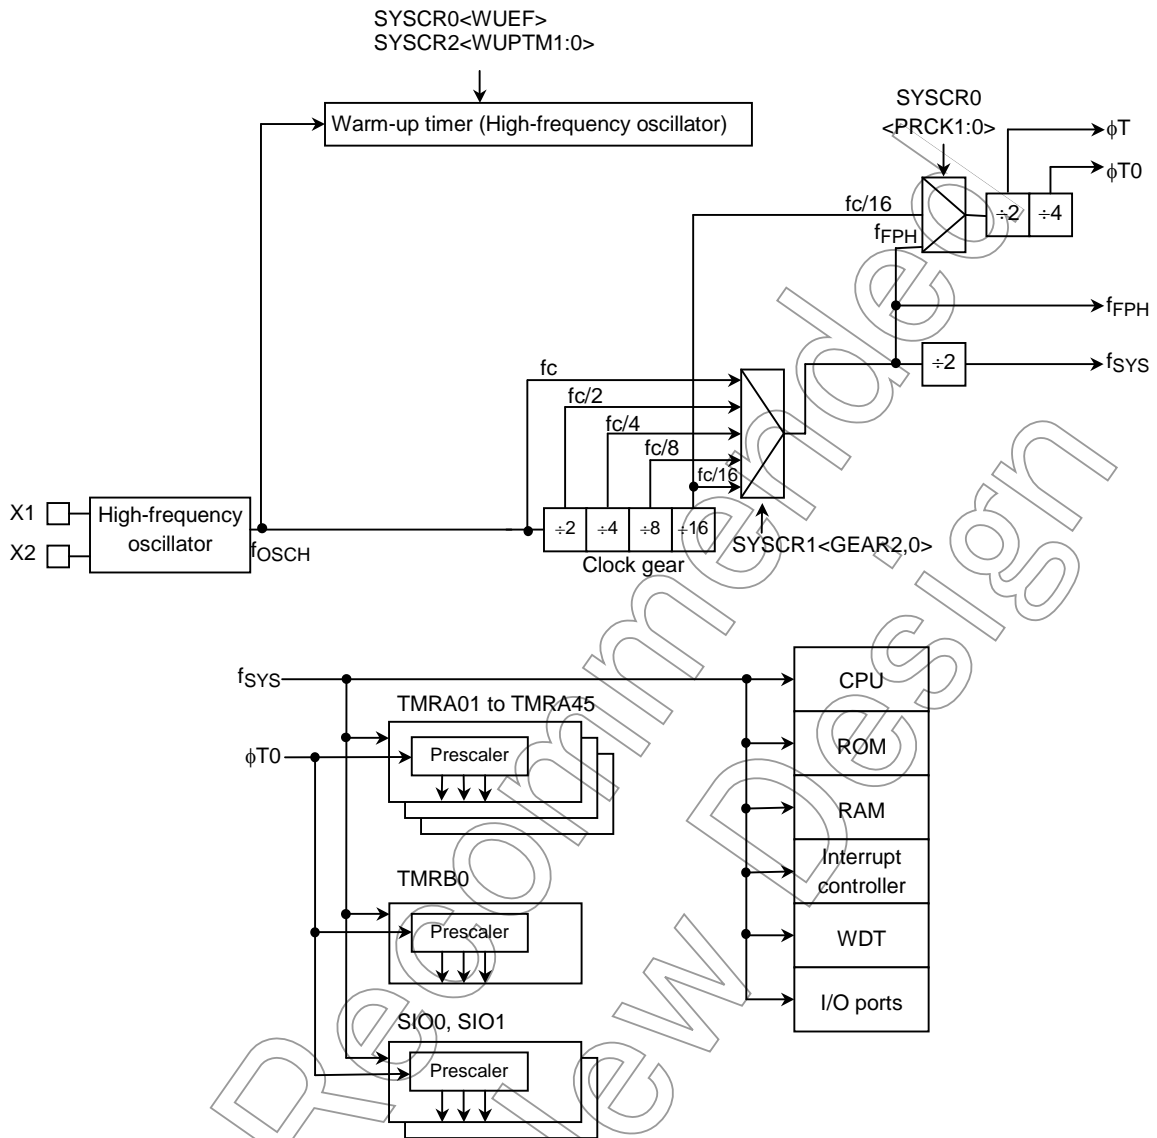 SYSCR0<WUEF>
SYSCR2<WUPTM1:0>
Warm-up timer (High-frequency oscillator)
SYSCR0
<PRCK1:0>
ϕT
ϕT0
fc/16
fFPH
÷2
÷4
fFPH
fSYS
÷2
fc
fc/2
fc/4
fc/8
fc/16
X1
X2
High-frequency
oscillator
fOSCH
÷2
÷4
÷8
÷16
Clock gear
SYSCR1<GEAR2,0>
fSYS
ϕT0
TMRA01 to TMRA45
Prescaler
TMRB0
Prescaler
SIO0, SIO1
Prescaler
CPU
ROM
RAM
Interrupt
controller
WDT
I/O ports
Recommended
ew Design